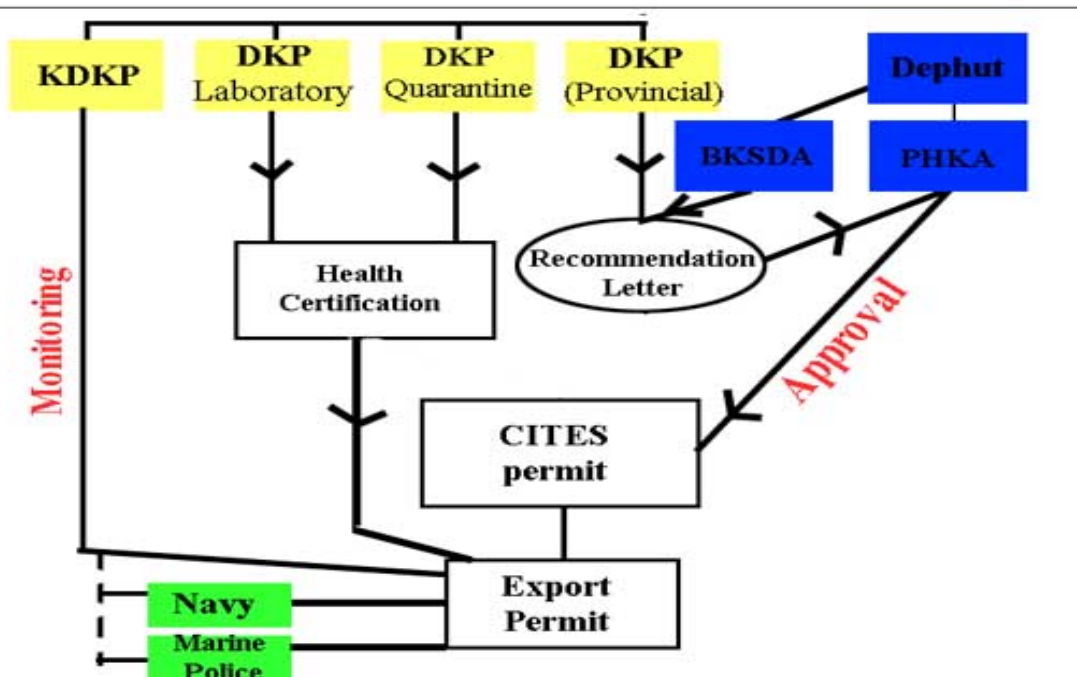 KDKP
DKP
Laboratory
DKP
Quarantine
DKP
(Provincial)
Dephut
BKSDA
PHKA
Health
Certification
Recommendation
Letter
Monitoring
Approval
CITES
permit
Export
Permit
Navy
Marine
Police